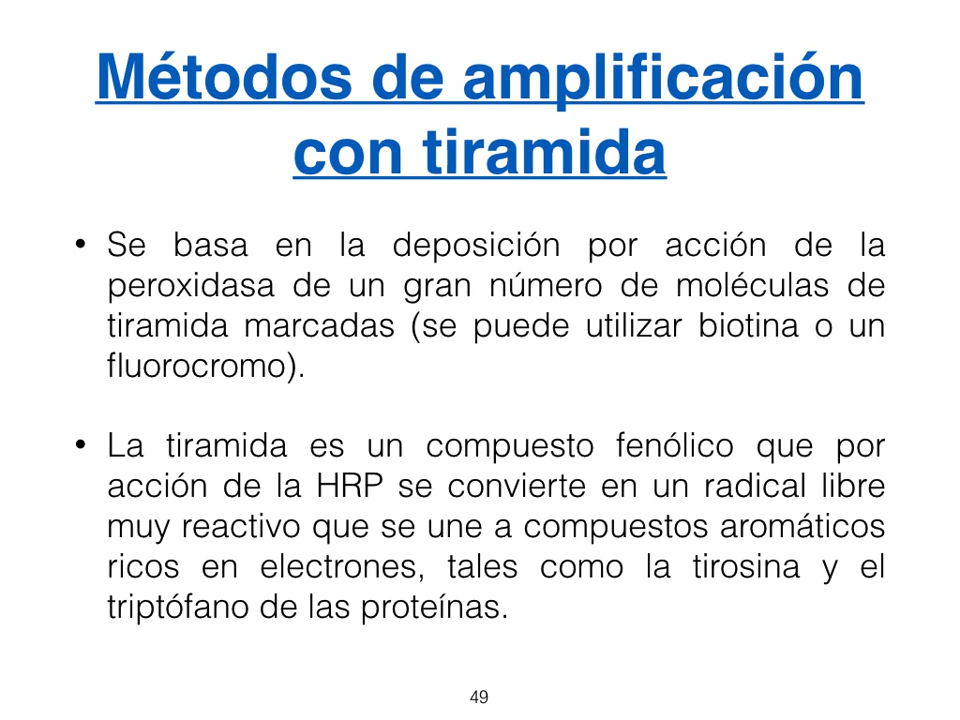 Métodos de amplificación
con tiramida
• Se basa en la deposición por acción de la
peroxidasa de un gran número de moléculas de
tiramida marcadas (se puede utilizar biotina o un
fluorocromo).
• La tiramida es un compuesto fenólico que por
acción de la HRP se convierte en un radical libre
muy reactivo que se une a compuestos aromáticos
ricos en electrones, tales como la tirosina y el
triptófano de las proteínas.
49